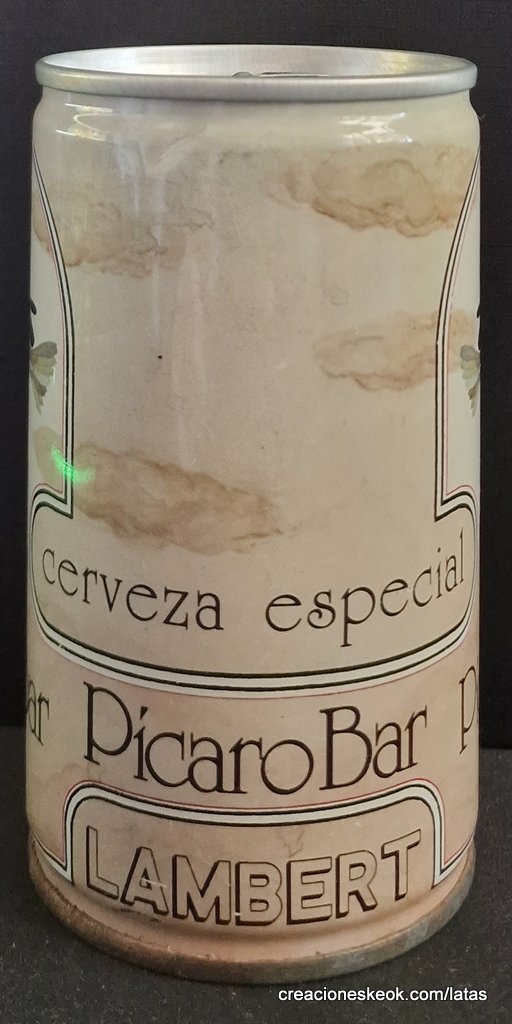 cerveza especial
ar PícaroBar P
LAMBERT
creacioneskeok.com/latas